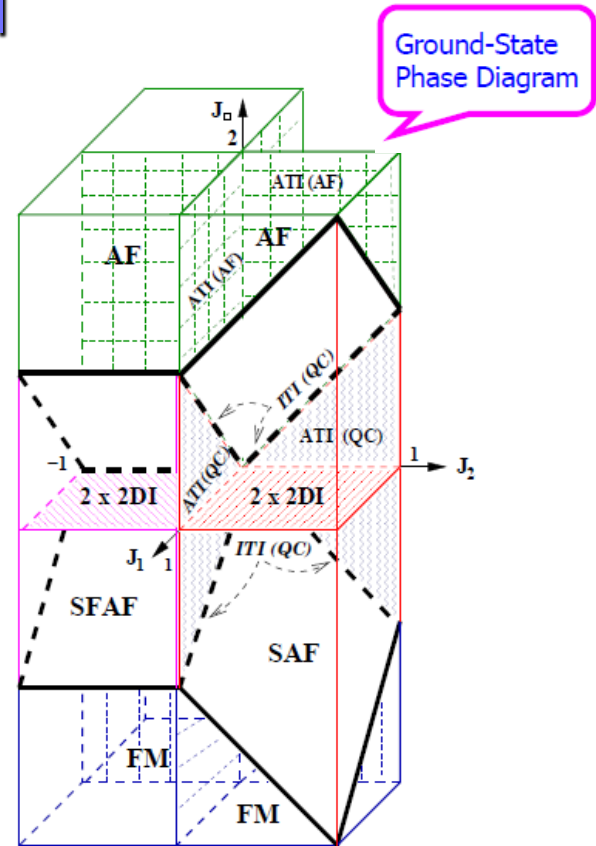 Ground-State
Phase Diagram
J□
2
ATI (AF)
AF
AF
ATI (AF)
ITI (QC)
ATI (QC)
ATI (QC)
-1
1
J2
2 x 2DI
2 x 2DI
J1
1
ITI (QC)
SFAF
SAF
FM
FM